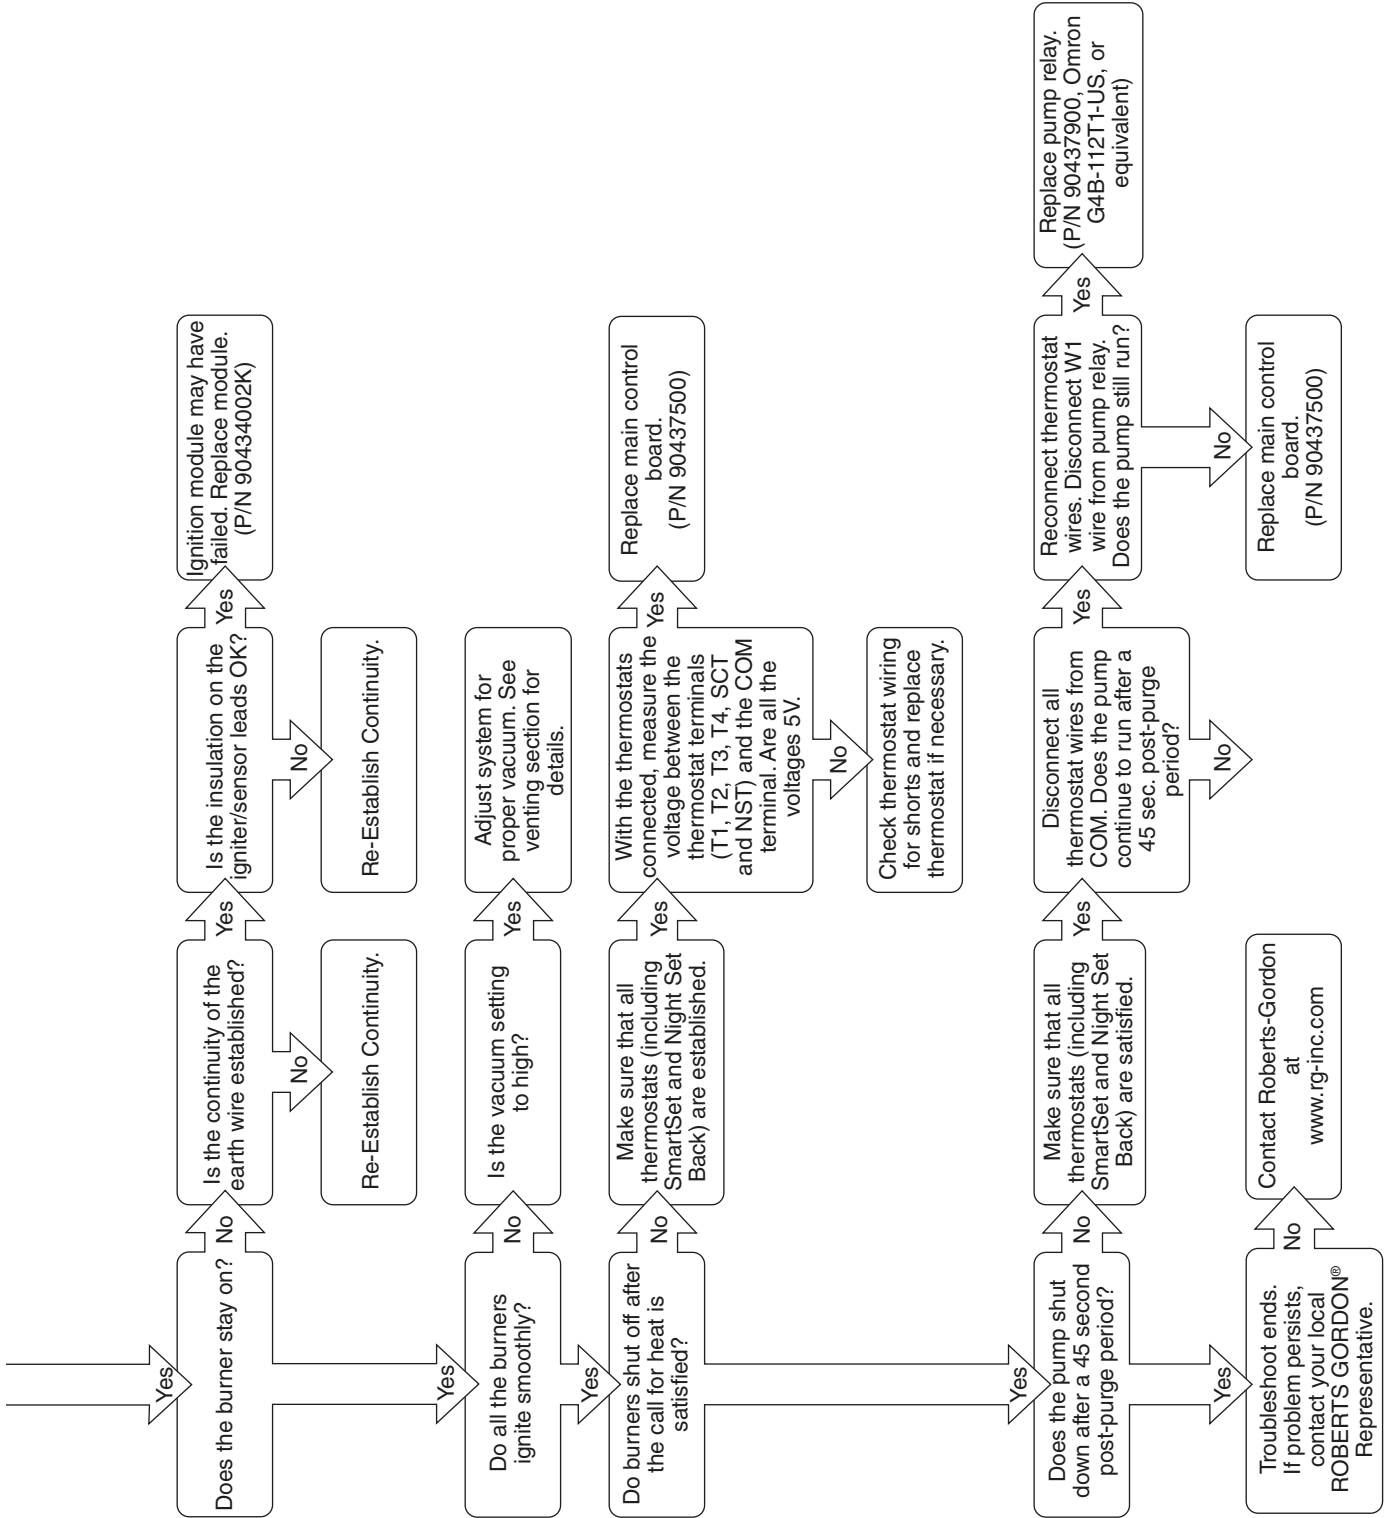 Yes
Does the burner stay on?
No
Is the continuity of the
earth wire established?
No
Re-Establish Continuity.
Yes
Is the insulation on the
igniter/sensor leads OK?
No
Re-Establish Continuity.
Yes
Ignition module may have
failed. Replace module.
(P/N 90434002K)
Yes
Do all the burners
ignite smoothly?
No
Is the vacuum setting
to high?
Yes
Adjust system for
proper vacuum. See
venting section for
details.
Yes
Do burners shut off after
the call for heat is
satisfied?
No
Make sure that all
thermostats (including
SmartSet and Night Set
Back) are established.
Yes
With the thermostats
connected, measure the
voltage between the
thermostat terminals
(T1, T2, T3, T4, SCT
and NST) and the COM
terminal. Are all the
voltages 5V.
No
Check thermostat wiring
for shorts and replace
thermostat if necessary.
Yes
Replace main control
board.
(P/N 90437500)
Yes
Does the pump shut
down after a 45 second
post-purge period?
No
Make sure that all
thermostats (including
SmartSet and Night Set
Back) are satisfied.
Yes
Disconnect all
thermostat wires from
COM. Does the pump
continue to run after a
45 sec. post-purge
period?
No
Yes
Reconnect thermostat
wires. Disconnect W1
wire from pump relay.
Does the pump still run?
No
Replace main control
board.
(P/N 90437500)
Yes
Replace pump relay.
(P/N 90437900, Omron
G4B-112T1-US, or
equivalent)
Yes
Troubleshoot ends.
If problem persists,
contact your local
ROBERTS GORDON®
Representative.
No
Contact Roberts-Gordon
at
www.rg-inc.com